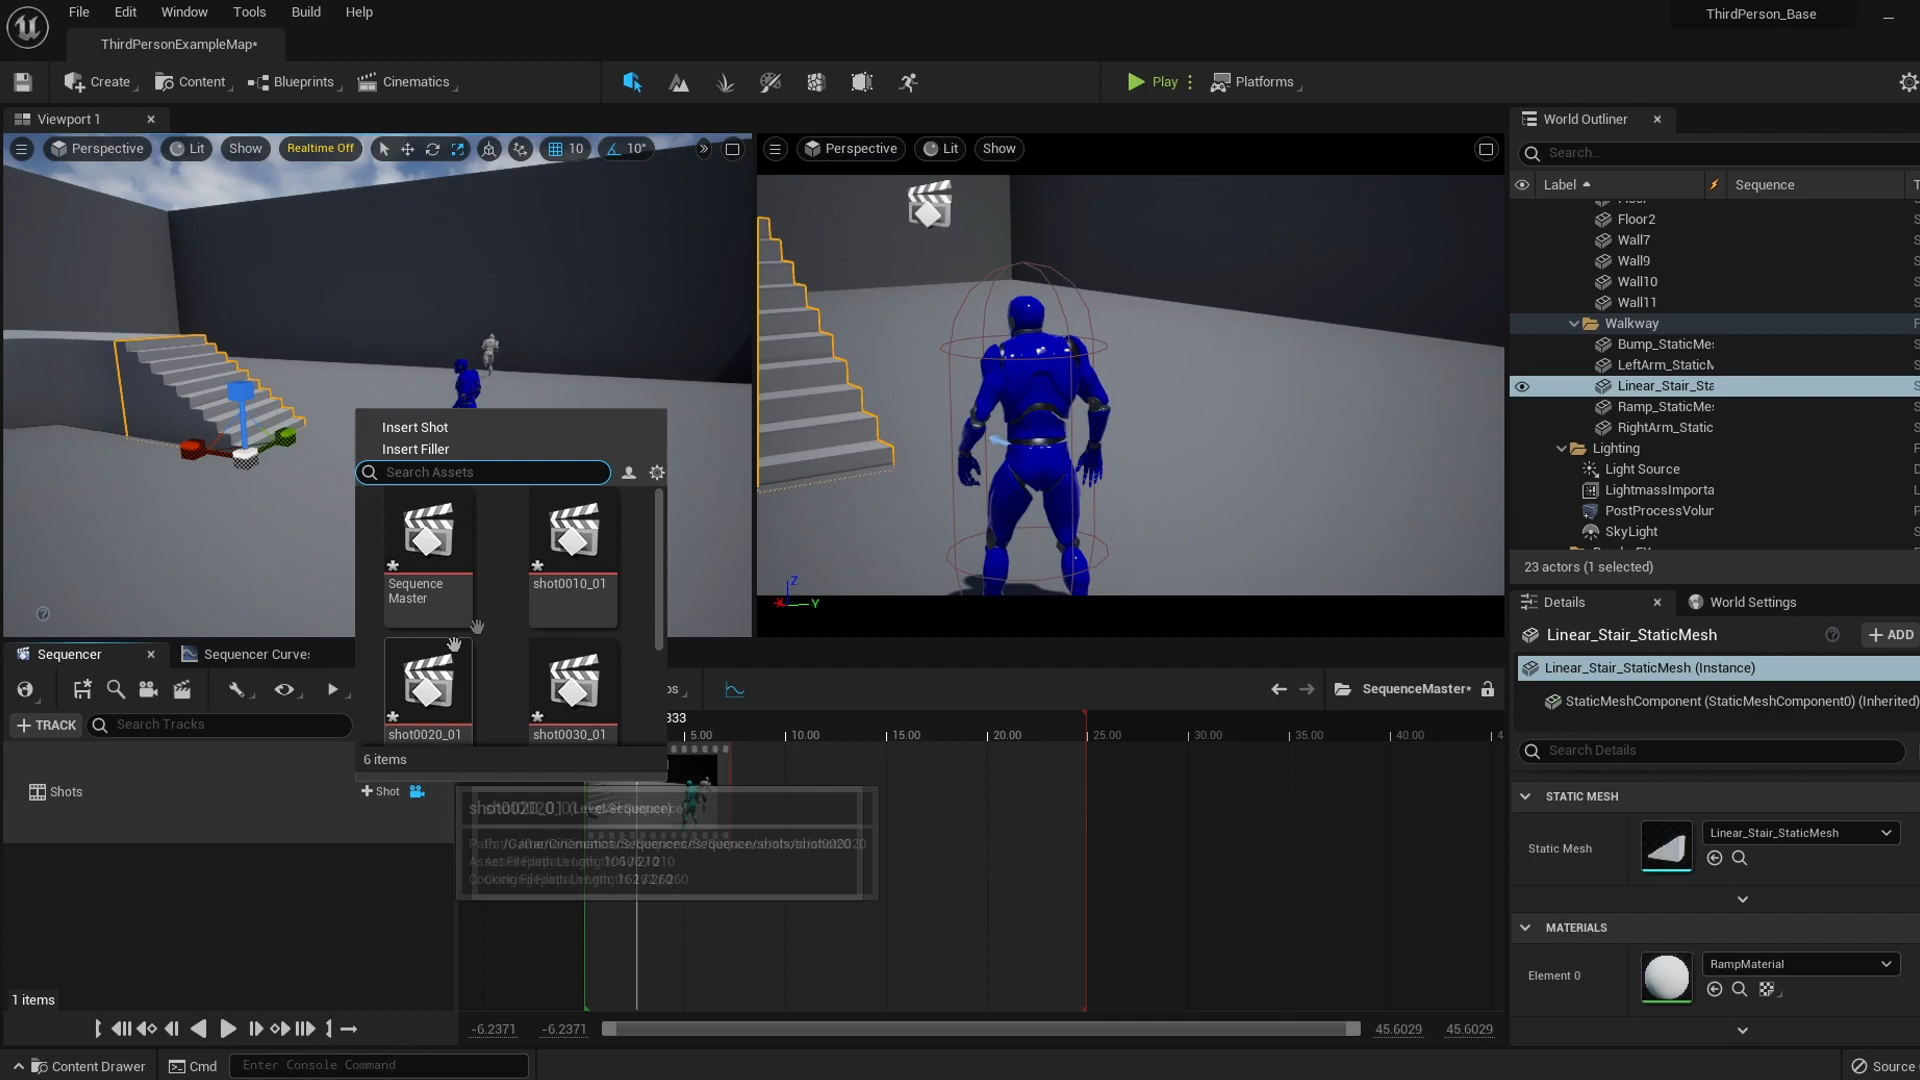 File Edit Window Tools Build Help
ThirdPerson_Base
ThirdPersonExampleMap*
Create Content Blueprints Cinematics Play Platforms
Viewport 1
Perspective Lit Show Realtime Off 10 10°
Perspective Lit Show
Z
X
Y
World Outliner
Search...
Label Sequence
Floor2
Wall7
Wall9
Wall10
Wall11
Walkway
Bump_StaticMe
LeftArm_StaticM
Linear_Stair_Sta
Ramp_StaticMe
RightArm_Static
Lighting
Light Source
LightmassImporta
PostProcessVolur
SkyLight
23 actors (1 selected)
Insert Shot
Insert Filler
Search Assets
Sequence Master
shot0010_01
shot0020_01
shot0030_01
6 items
Details World Settings
Linear_Stair_StaticMesh
ADD
Linear_Stair_StaticMesh (Instance)
StaticMeshComponent (StaticMeshComponent0) (Inherited)
Search Details
STATIC MESH
Static Mesh
Linear_Stair_StaticMesh
MATERIALS
Element 0
RampMaterial
Sequencer Sequencer Curve
SequenceMaster*
+ TRACK Search Tracks
333
5.00 10.00 15.00 20.00 25.00 30.00 35.00 40.00 4
Shots
+ Shot
1 items
-6.2371 -6.2371 45.6029 45.6029
Content Drawer Cmd Enter Console Command Source